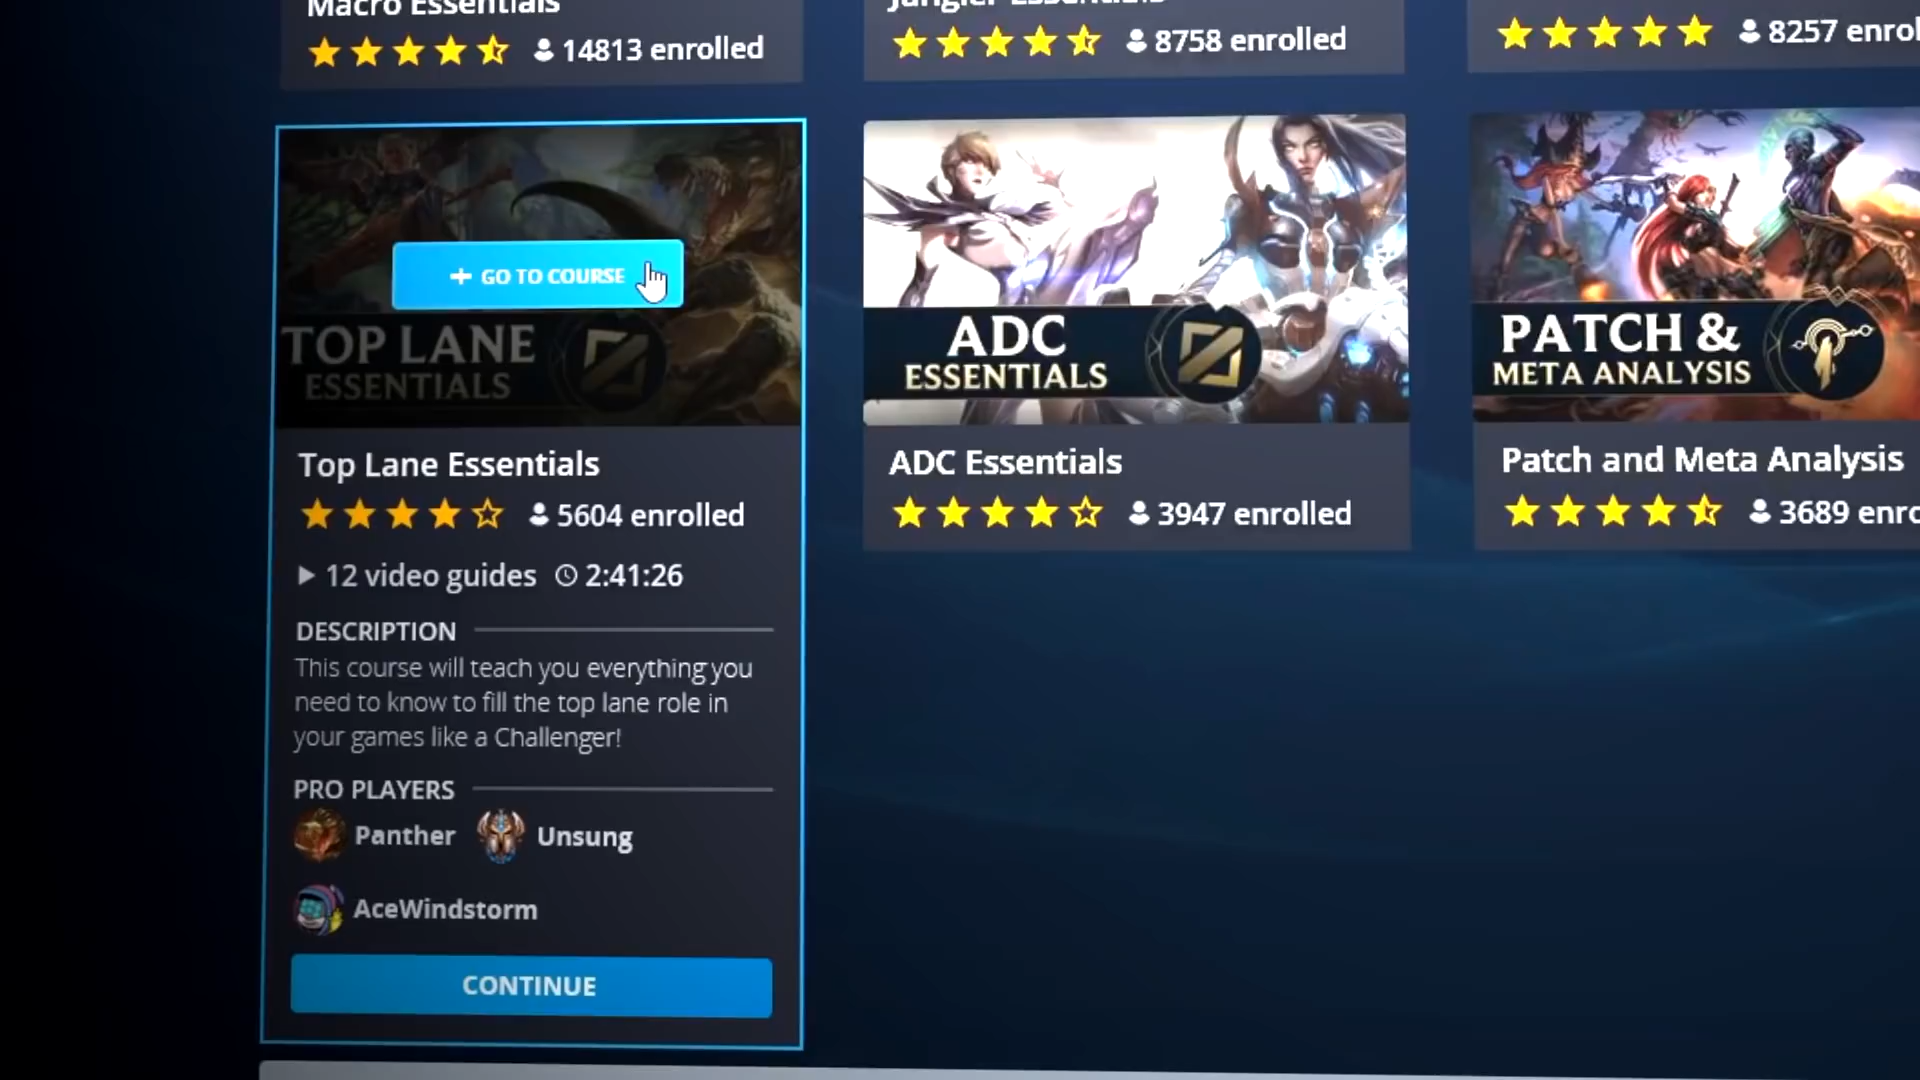 Macro Essentials
14813 enrolled
Jungler Essentials
8758 enrolled
8257
GO TO COURSE
TOP LANE
ESSENTIALS
Top Lane Essentials
5604 enrolled
12 video guides 2:41:26
DESCRIPTION
This course will teach you everything you
need to know to fill the top lane role in
your games like a Challenger!
PRO PLAYERS
Panther Unsung
AceWindstorm
CONTINUE
ADC
ESSENTIALS
ADC Essentials
3947 enrolled
PATCH &
META ANALYSIS
Patch and Meta Analysis
3689